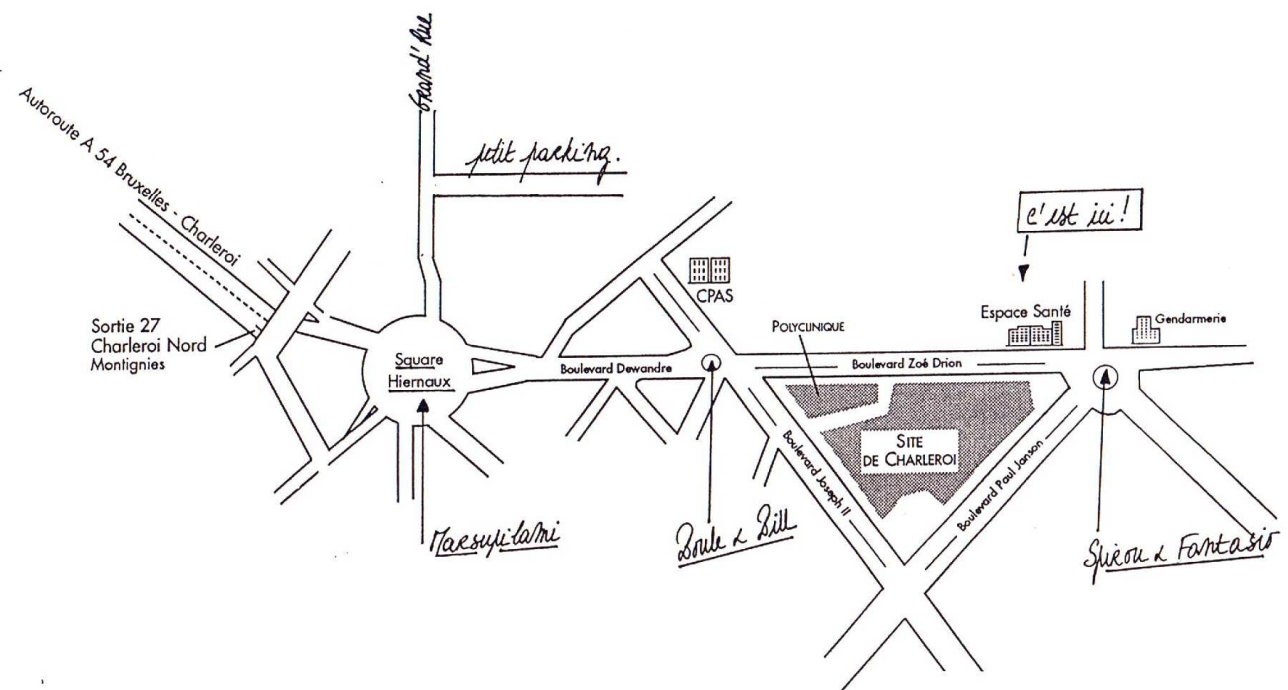 Grand' Rue
Autoroute A 54 Bruxelles - Charleroi
petit parking.
c'est ici !
CPAS
Espace Santé
Gendarmerie
Sortie 27
Charleroi Nord
Montignies
POLYCLINIQUE
Square
Hiernaux
Boulevard Dewandre
Boulevard Zoé Drion
SITE
DE CHARLEROI
Boulevard Joseph II
Boulevard Paul Janson
Marsupilami
Boule & Bill
Spirou & Fantasio